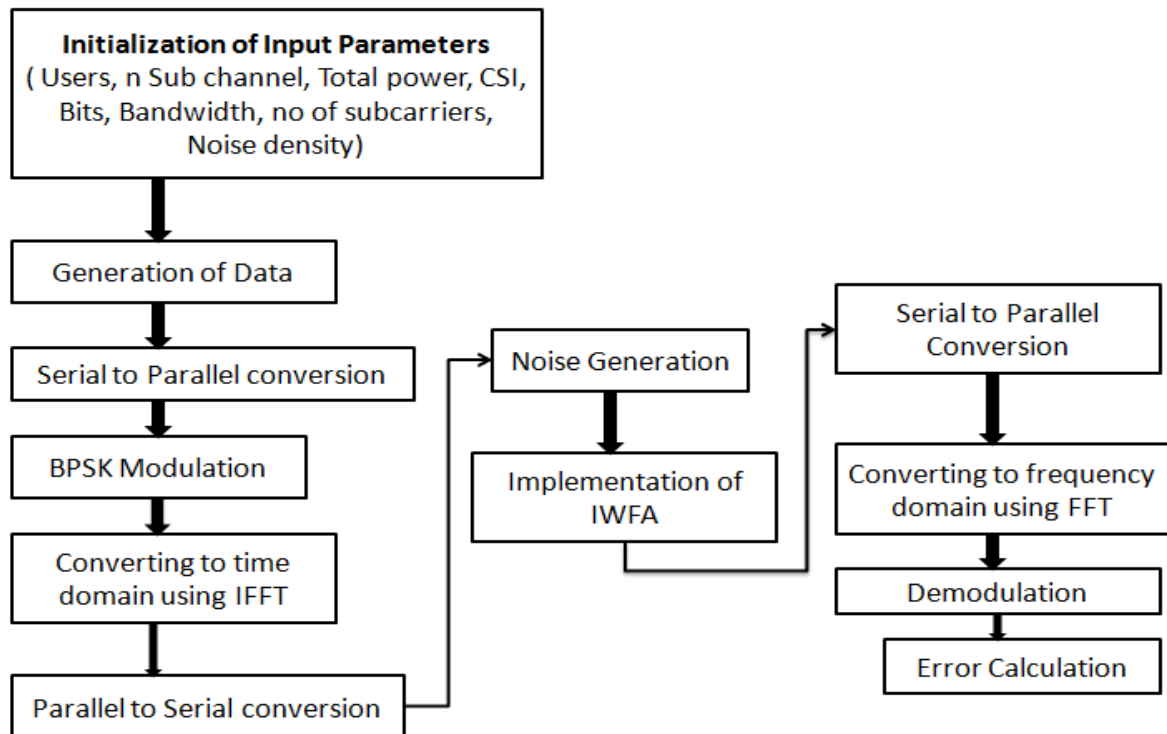 Initialization of Input Parameters
( Users, n Sub channel, Total power, CSI,
Bits, Bandwidth, no of subcarriers,
Noise density)
Generation of Data
Serial to Parallel conversion
BPSK Modulation
Converting to time
domain using IFFT
Parallel to Serial conversion
Noise Generation
Implementation of
IWFA
Serial to Parallel
Conversion
Converting to frequency
domain using FFT
Demodulation
Error Calculation